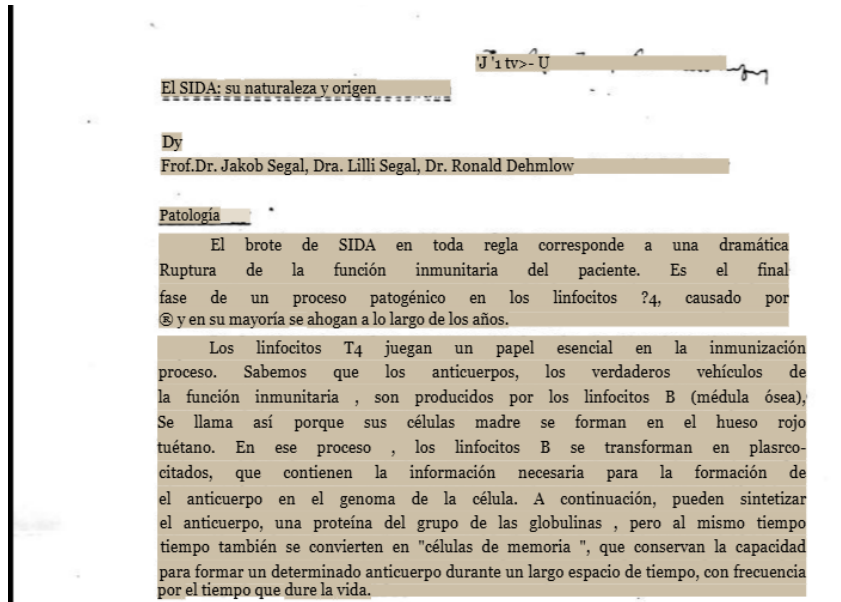 'J '1 tv>- U
El SIDA: su naturaleza y origen
Dy
Frof.Dr. Jakob Segal, Dra. Lilli Segal, Dr. Ronald Dehmlow
Patología
El brote de SIDA en toda regla corresponde a una dramática
Ruptura de la función inmunitaria del paciente. Es el final
fase de un proceso patogénico en los linfocitos ?4, causado por
® y en su mayoría se ahogan a lo largo de los años.
Los linfocitos T4 juegan un papel esencial en la inmunización
proceso. Sabemos que los anticuerpos, los verdaderos vehículos de
la función inmunitaria , son producidos por los linfocitos B (médula ósea),
Se llama así porque sus células madre se forman en el hueso rojo
tuétano. En ese proceso , los linfocitos B se transforman en plasrco-
citados, que contienen la información necesaria para la formación de
el anticuerpo en el genoma de la célula. A continuación, pueden sintetizar
el anticuerpo, una proteína del grupo de las globulinas , pero al mismo tiempo
tiempo también se convierten en "células de memoria ", que conservan la capacidad
para formar un determinado anticuerpo durante un largo espacio de tiempo, con frecuencia
por el tiempo que dure la vida.